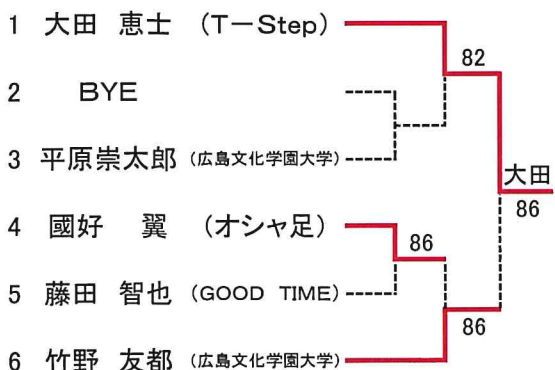 1 大田 恵士 (T-Step)
82
2 BYE
3 平原崇太郎 (広島文化学園大学)
大田
86
4 國好 翼 (オシャ足)
86
5 藤田 智也 (GOOD TIME)
86
6 竹野 友都 (広島文化学園大学)